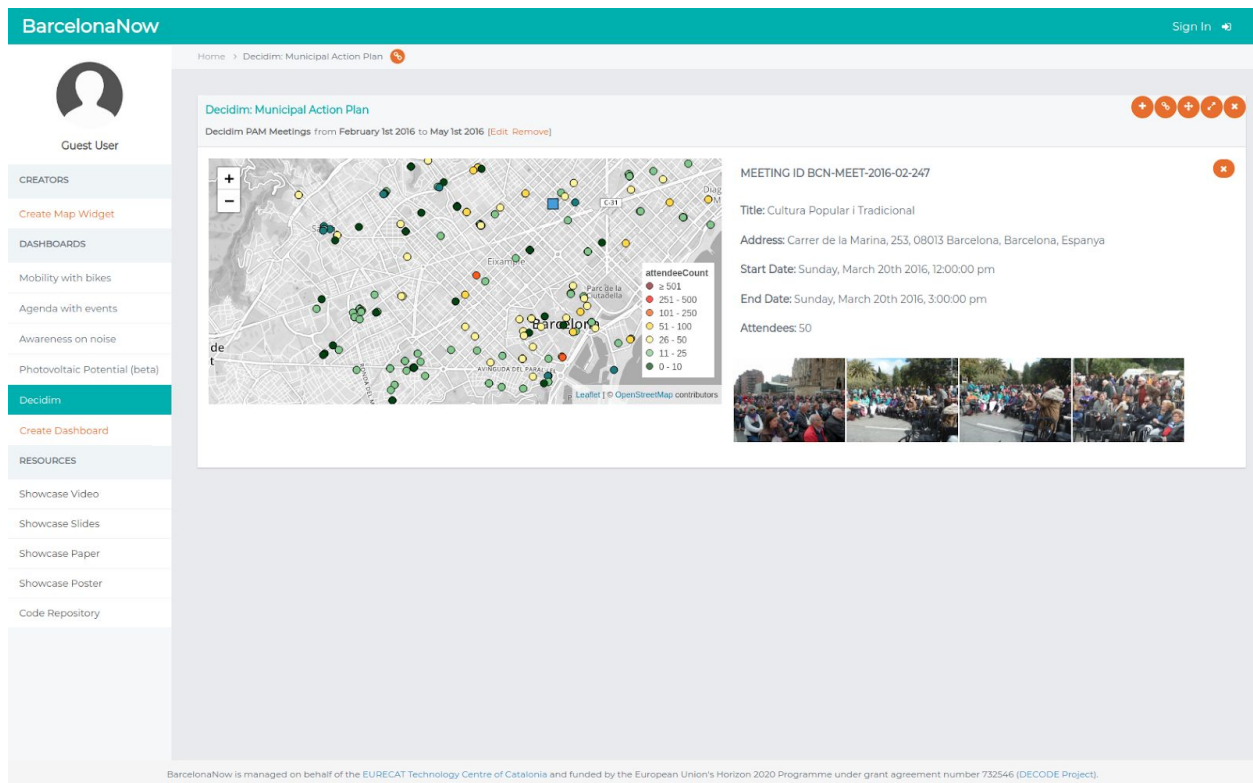 BarcelonaNow
Sign In
Home > Decidim: Municipal Action Plan
Guest User
CREATORS
Create Map Widget
DASHBOARDS
Mobility with bikes
Agenda with events
Awareness on noise
Photovoltaic Potential (beta)
Decidim
Create Dashboard
RESOURCES
Showcase Video
Showcase Slides
Showcase Paper
Showcase Poster
Code Repository
Decidim: Municipal Action Plan
Decidim PAM Meetings from February 1st 2016 to May 1st 2016 [Edit Remove]
+
−
C-31
Diag
Eixample
Parc de la
Ciutadella
Barcelona
de
AVINGUDA DEL PARAL·LEL
attendeeCount
≥ 501
251 - 500
101 - 250
51 - 100
26 - 50
11 - 25
0 - 10
Leaflet | © OpenStreetMap contributors
MEETING ID BCN-MEET-2016-02-247
Title: Cultura Popular i Tradicional
Address: Carrer de la Marina, 253, 08013 Barcelona, Barcelona, Espanya
Start Date: Sunday, March 20th 2016, 12:00:00 pm
End Date: Sunday, March 20th 2016, 3:00:00 pm
Attendees: 50
BarcelonaNow is managed on behalf of the EURECAT Technology Centre of Catalonia and funded by the European Union's Horizon 2020 Programme under grant agreement number 732546 (DECODE Project).